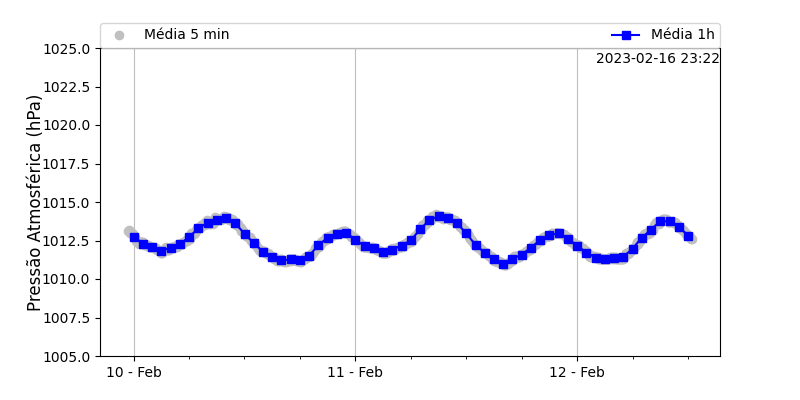 Média 5 min
Média 1h
2023-02-16 23:22
Pressão Atmosférica (hPa)
1025.0
1022.5
1020.0
1017.5
1015.0
1012.5
1010.0
1007.5
1005.0
10 - Feb
11 - Feb
12 - Feb